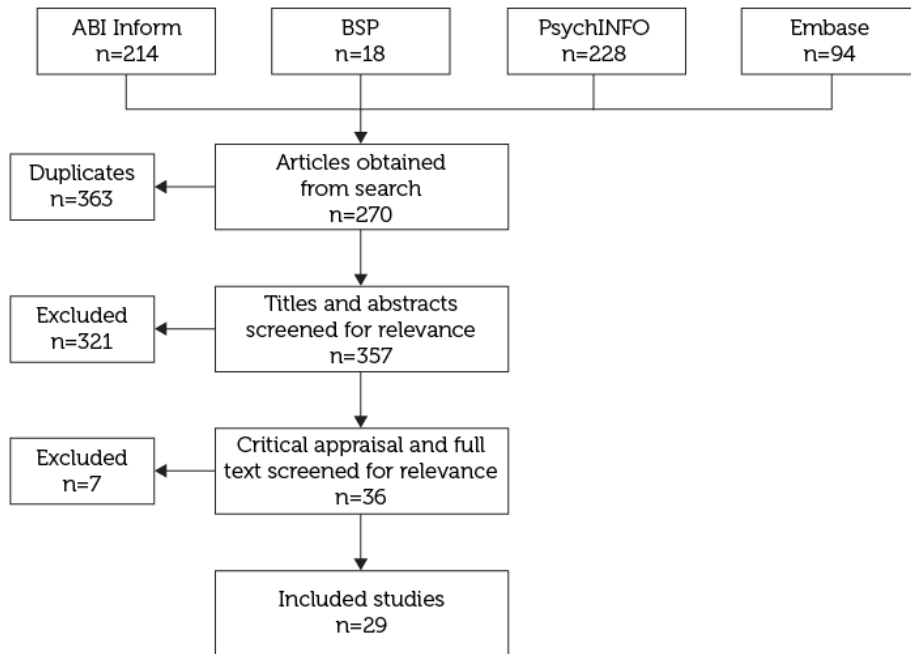 ABI Inform
n=214
BSP
n=18
PsychINFO
n=228
Embase
n=94
Articles obtained
from search
n=270
Duplicates
n=363
Titles and abstracts
screened for relevance
n=357
Excluded
n=321
Critical appraisal and full
text screened for relevance
n=36
Excluded
n=7
Included studies
n=29